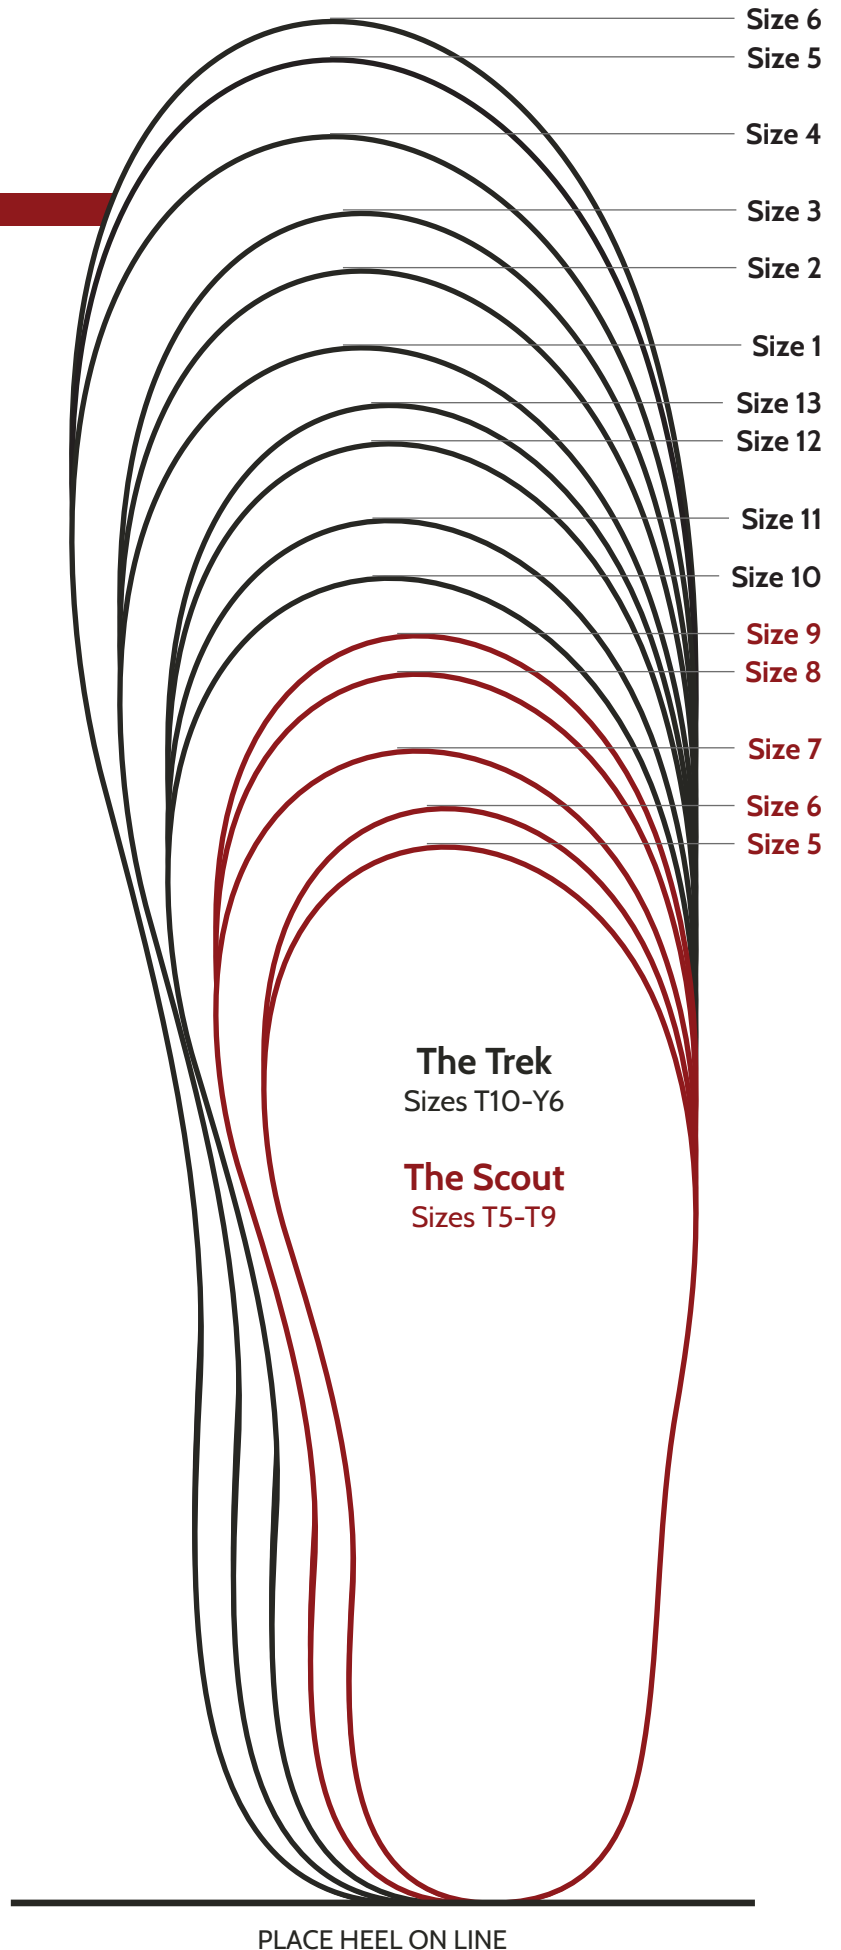 Size 6
Size 5
Size 4
Size 3
Size 2
Size 1
Size 13
Size 12
Size 11
Size 10
Size 9
Size 8
Size 7
Size 6
Size 5
The Trek
Sizes T10-Y6
The Scout
Sizes T5-T9
PLACE HEEL ON LINE